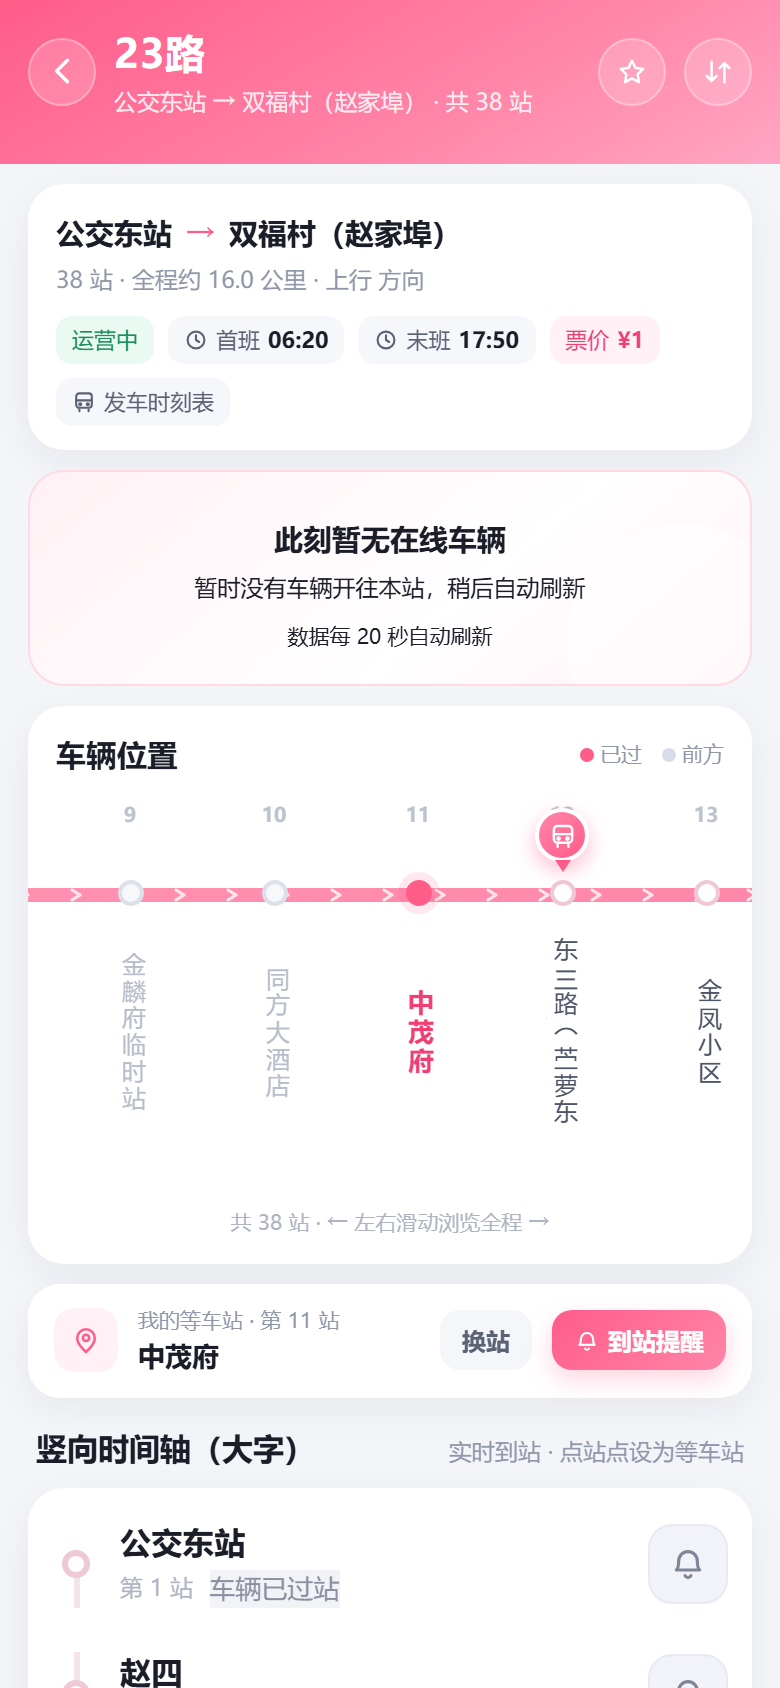 23路
公交东站 → 双福村（赵家埠） · 共 38 站
公交东站 → 双福村（赵家埠）
38 站 · 全程约 16.0 公里 · 上行 方向
运营中
首班 06:20
末班 17:50
票价 ¥1
发车时刻表
此刻暂无在线车辆
暂时没有车辆开往本站，稍后自动刷新
数据每 20 秒自动刷新
车辆位置
已过
前方
9
10
11
13
金麟府临时站
同方大酒店
中茂府
东三路（苎萝东
金凤小区
共 38 站 · ← 左右滑动浏览全程 →
我的等车站 · 第 11 站
中茂府
换站
到站提醒
竖向时间轴（大字）
实时到站 · 点站点设为等车站
公交东站
第 1 站 车辆已过站
赵四